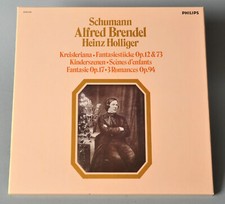 PHILIPS
Schumann
Alfred Brendel
Heinz Holliger
Kreisleriana • Fantasiestücke Op.12 & 73
Kinderszenen • Scènes d'enfants
Fantasie Op.17 • 3 Romances Op.94